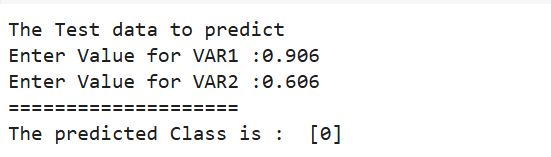 The Test data to predict
Enter Value for VAR1 :0.906
Enter Value for VAR2 :0.606
=====================
The predicted Class is :  [0]